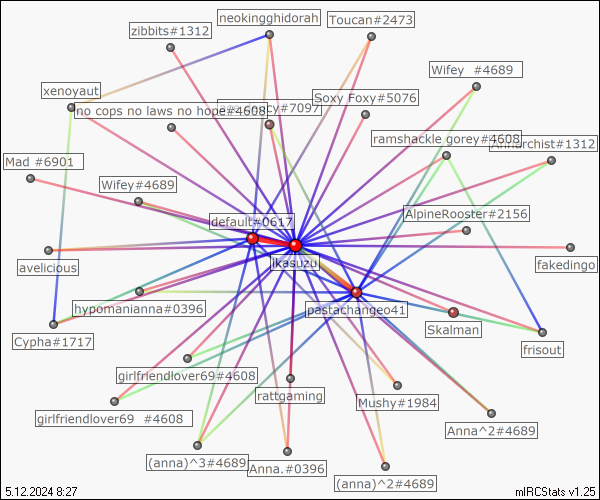 neokingghidorah
Toucan#2473
zibbits#1312
Wifey #4689
xenoyaut
Soxy Foxy#5076
no cops no laws no hope#4608
cy#7097
ramshackle gorey#4608
archist#1312
Mad #6901
Wifey#4689
AlpineRooster#2156
default#0617
ikasuzu
avelicious
fakedingo
hypomanianna#0396
pastachangeo41
Skalman
Cypha#1717
frisout
girlfriendlover69#4608
rattgaming
Mushy#1984
girlfriendlover69 #4608
Anna^2#4689
(anna)^3#4689
Anna.#0396
(anna)^2#4689
5.12.2024 8:27
mIRCStats v1.25